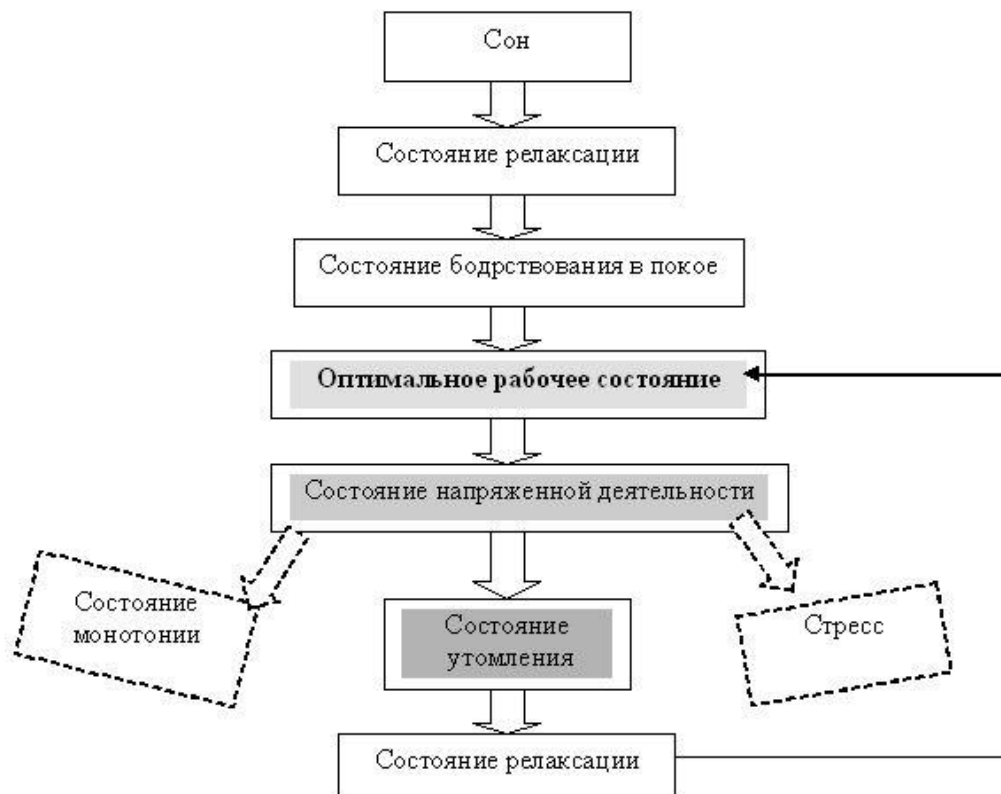 Сон
Состояние релаксации
Состояние бодрствования в покое
Оптимальное рабочее состояние
Состояние напряженной деятельности
Состояние
монотонии
Состояние
утомления
Стресс
Состояние релаксации